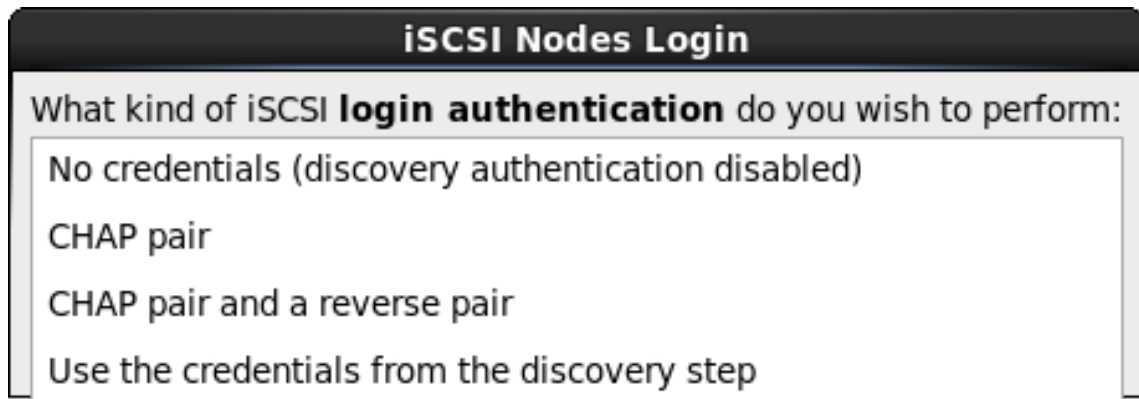 iSCSI Nodes Login
What kind of iSCSI login authentication do you wish to perform:
No credentials (discovery authentication disabled)
CHAP pair
CHAP pair and a reverse pair
Use the credentials from the discovery step